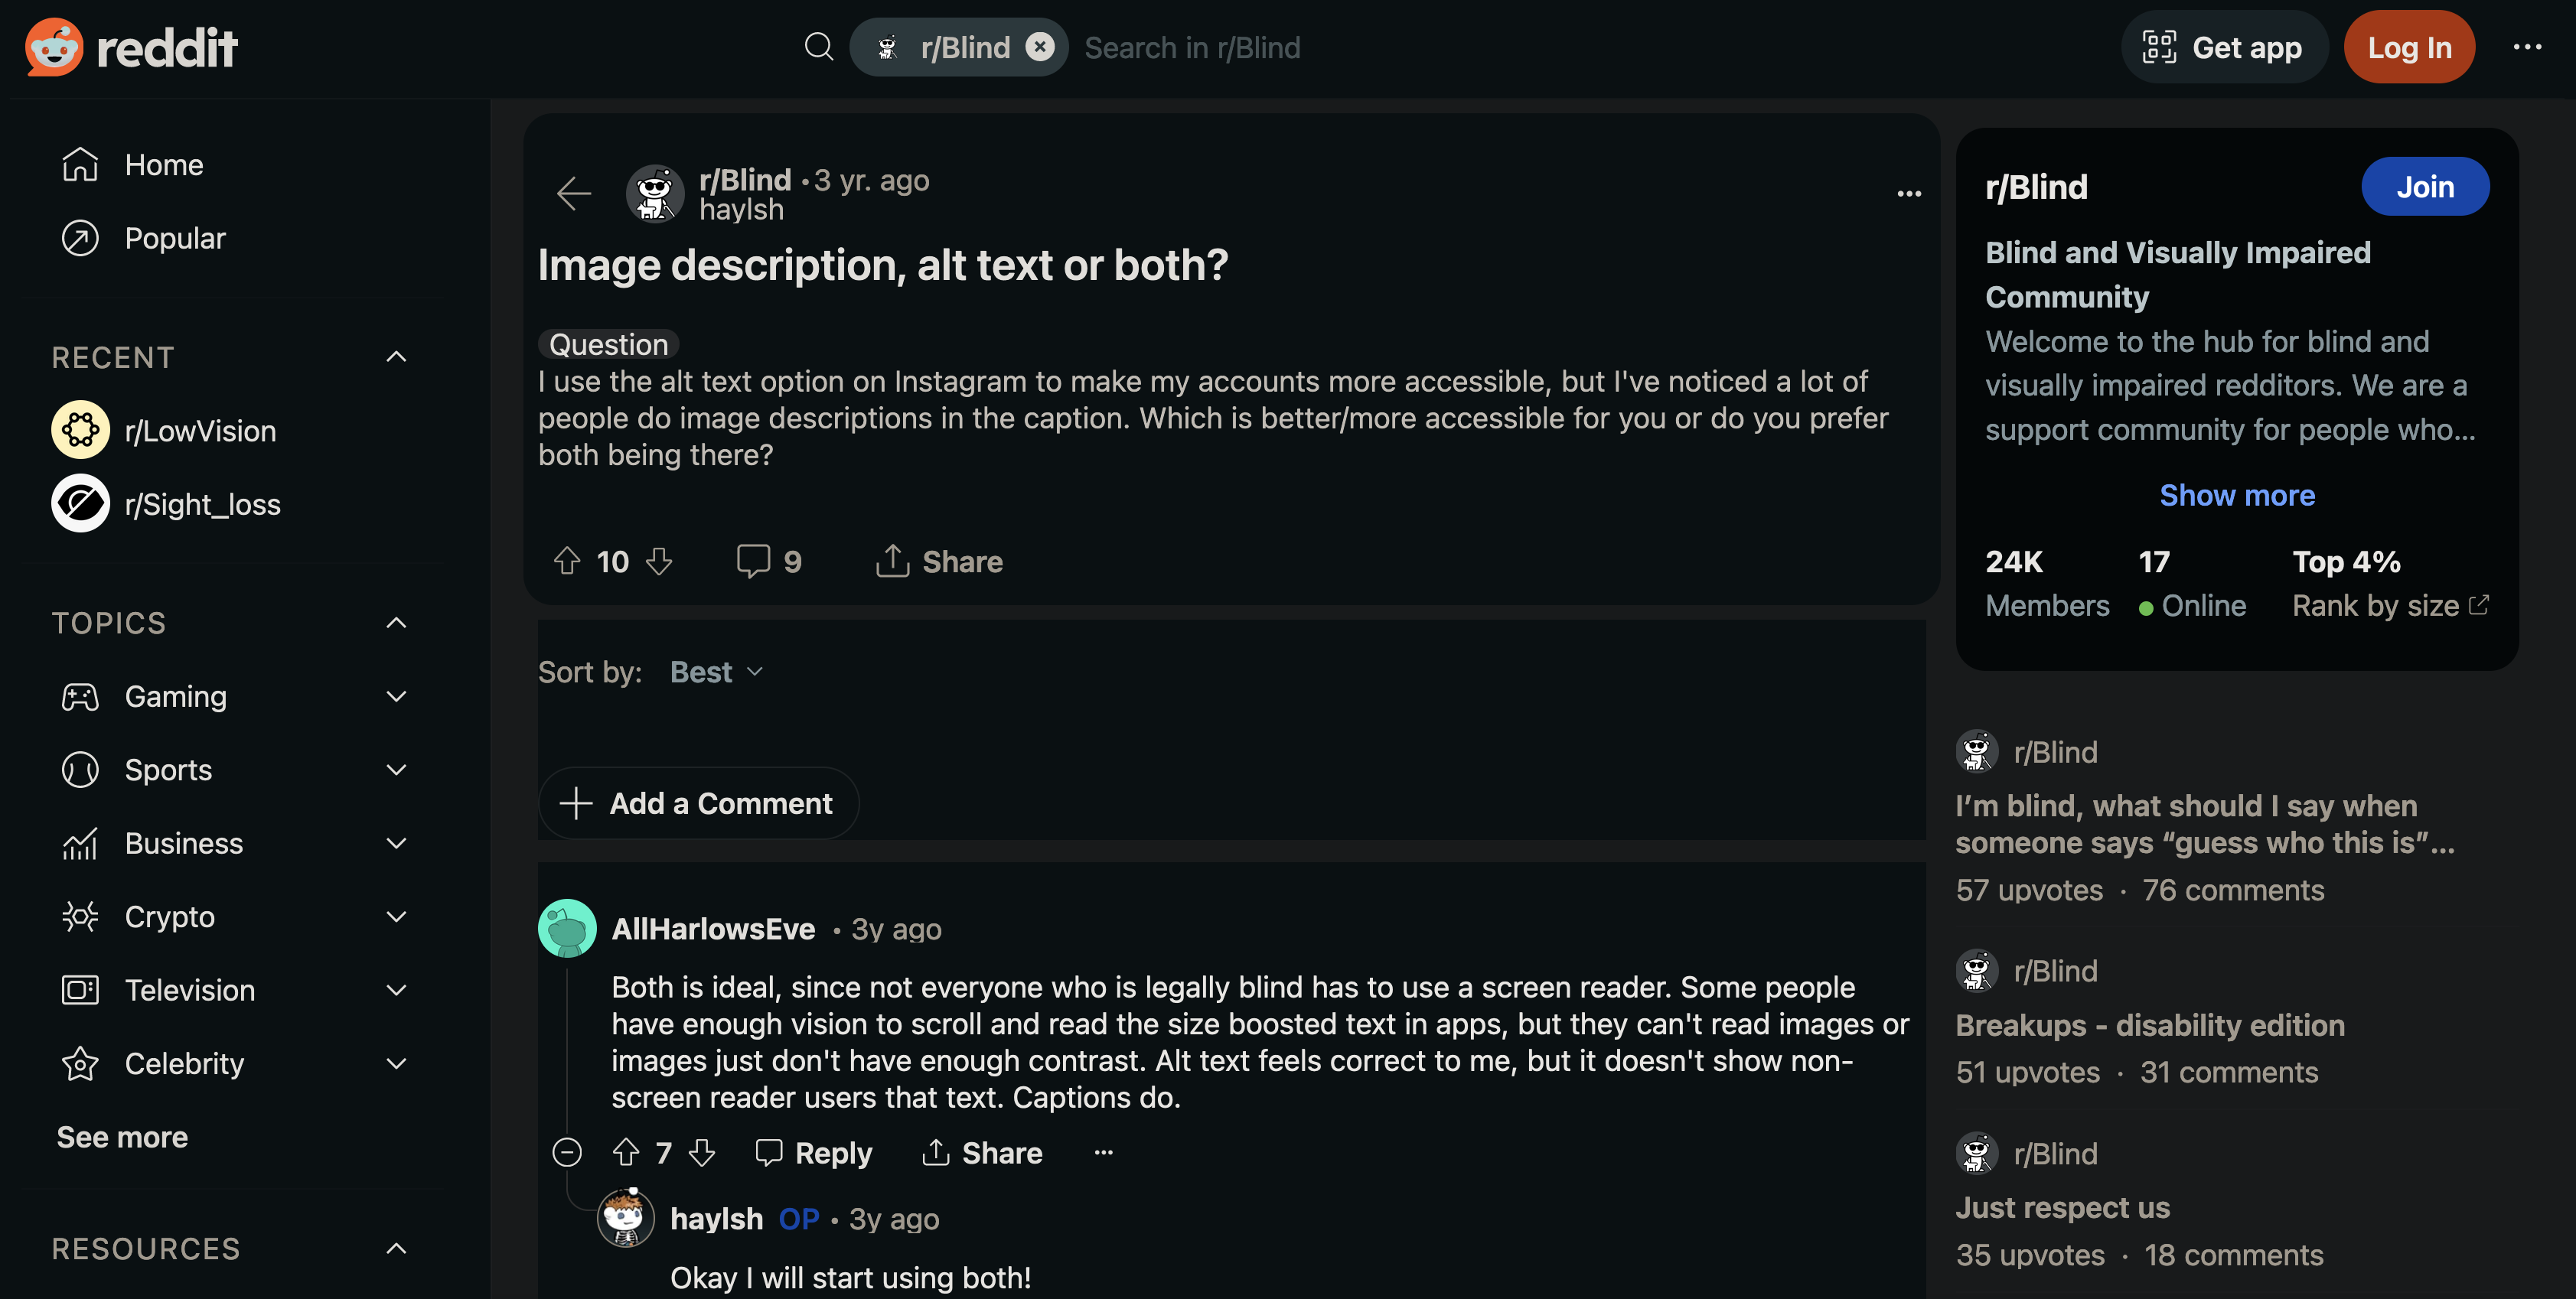 reddit
r/Blind
Search in r/Blind
Get app
Log In
Home
Popular
RECENT
r/LowVision
r/Sight_loss
TOPICS
Gaming
Sports
Business
Crypto
Television
Celebrity
See more
RESOURCES
r/Blind • 3 yr. ago
haylsh
Image description, alt text or both?
Question
I use the alt text option on Instagram to make my accounts more accessible, but I've noticed a lot of
people do image descriptions in the caption. Which is better/more accessible for you or do you prefer
both being there?
10
9
Share
Sort by: Best
Add a Comment
AllHarlowsEve • 3y ago
Both is ideal, since not everyone who is legally blind has to use a screen reader. Some people
have enough vision to scroll and read the size boosted text in apps, but they can't read images or
images just don't have enough contrast. Alt text feels correct to me, but it doesn't show non-
screen reader users that text. Captions do.
7
Reply
Share
haylsh OP • 3y ago
Okay I will start using both!
r/Blind
Join
Blind and Visually Impaired
Community
Welcome to the hub for blind and
visually impaired redditors. We are a
support community for people who...
Show more
24K 17 Top 4%
Members Online Rank by size
r/Blind
I’m blind, what should I say when
someone says “guess who this is”...
57 upvotes · 76 comments
r/Blind
Breakups - disability edition
51 upvotes · 31 comments
r/Blind
Just respect us
35 upvotes · 18 comments